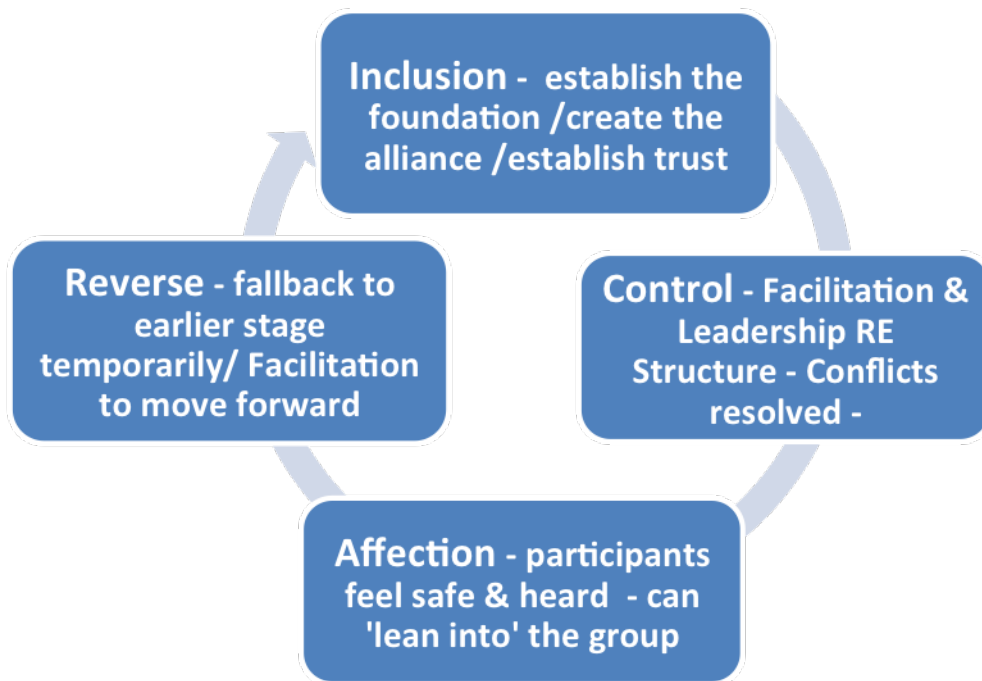 Inclusion - establish the
foundation /create the
alliance /establish trust
Control - Facilitation &
Leadership RE
Structure - Conflicts
resolved -
Affection - participants
feel safe & heard - can
'lean into' the group
Reverse - fallback to
earlier stage
temporarily/ Facilitation
to move forward